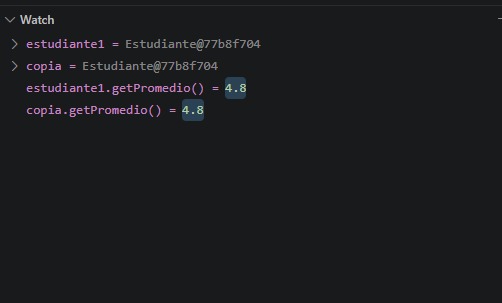 Watch
estudiante1 = Estudiante@77b8f704
copia = Estudiante@77b8f704
estudiante1.getPromedio() = 4.8
copia.getPromedio() = 4.8